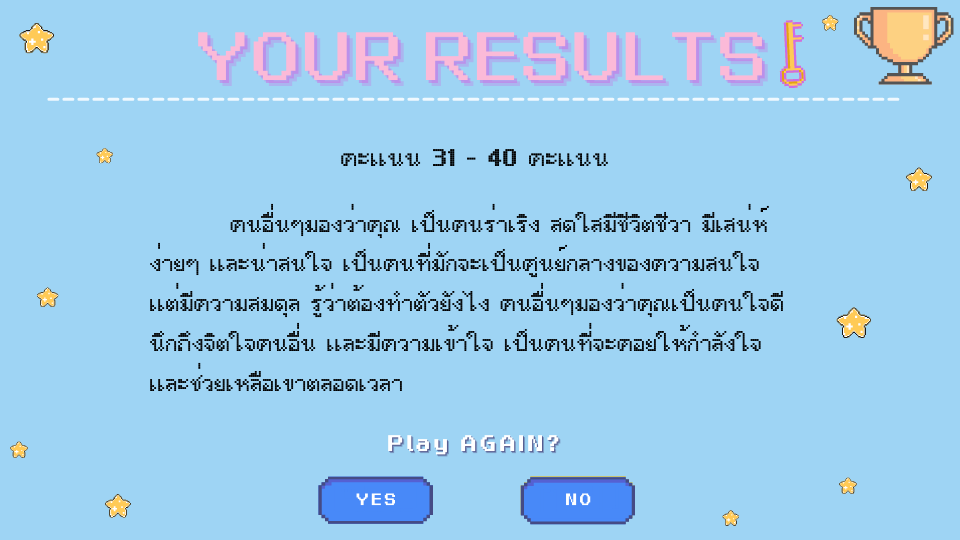 YOUR RESULTS
คะแนน 31 - 40 คะแนน
คนอื่นๆมองว่าคุณ เป็นคนร่าเริง สดใสมีชีวิตชีวา มีเสน่ห์
ง่ายๆ และน่าสนใจ เป็นคนที่มักจะเป็นศูนย์กลางของความสนใจ
แต่มีความสมดุล รู้ว่าต้องทำตัวยังไง คนอื่นๆมองว่าคุณเป็นคนใจดี
นึกถึงจิตใจคนอื่น และมีความเข้าใจ เป็นคนที่จะคอยให้กำลังใจ
และช่วยเหลือเขาตลอดเวลา
Play AGAIN?
YES
NO